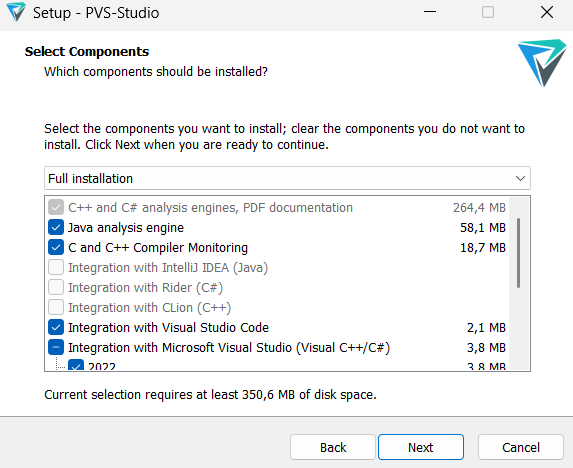 Setup - PVS-Studio
Select Components
Which components should be installed?
Select the components you want to install; clear the components you do not want to
install. Click Next when you are ready to continue.
Full installation
C++ and C# analysis engines, PDF documentation 264,4 MB
Java analysis engine 58,1 MB
C and C++ Compiler Monitoring 18,7 MB
Integration with IntelliJ IDEA (Java)
Integration with Rider (C#)
Integration with CLion (C++)
Integration with Visual Studio Code 2,1 MB
Integration with Microsoft Visual Studio (Visual C++/C#) 3,8 MB
2022 3,8 MB
Current selection requires at least 350,6 MB of disk space.
Back Next Cancel